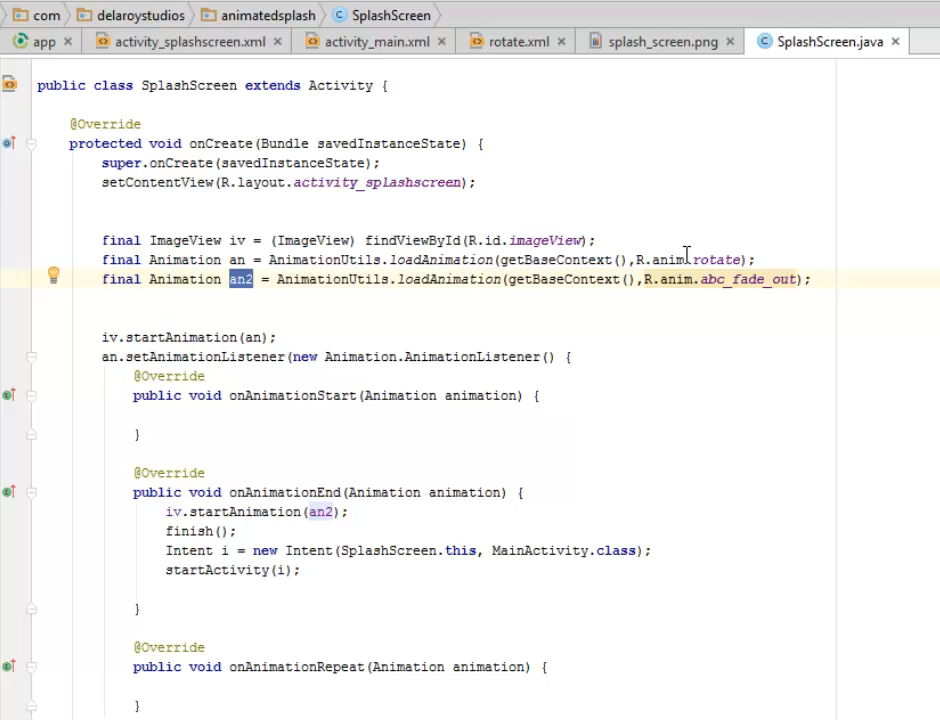 com delaroystudios animatedsplash SplashScreen
app activity_splashscreen.xml activity_main.xml rotate.xml splash_screen.png SplashScreen.java
public class SplashScreen extends Activity {
@Override
protected void onCreate(Bundle savedInstanceState) {
super.onCreate(savedInstanceState);
setContentView(R.layout.activity_splashscreen);
final ImageView iv = (ImageView) findViewById(R.id.imageView);
final Animation an = AnimationUtils.loadAnimation(getBaseContext(),R.anim.rotate);
final Animation an2 = AnimationUtils.loadAnimation(getBaseContext(),R.anim.abc_fade_out);
iv.startAnimation(an);
an.setAnimationListener(new Animation.AnimationListener() {
@Override
public void onAnimationStart(Animation animation) {
}
@Override
public void onAnimationEnd(Animation animation) {
iv.startAnimation(an2);
finish();
Intent i = new Intent(SplashScreen.this, MainActivity.class);
startActivity(i);
}
@Override
public void onAnimationRepeat(Animation animation) {
}